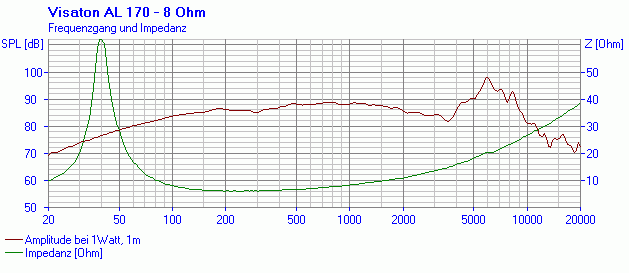 Visaton AL 170 - 8 Ohm
Frequenzgang und Impedanz
SPL [dB] Z [Ohm]
100 50
90 40
80 30
70 20
60 10
50
20 50 100 200 500 1000 2000 5000 10000 20000
Amplitude bei 1Watt, 1m
Impedanz [Ohm]